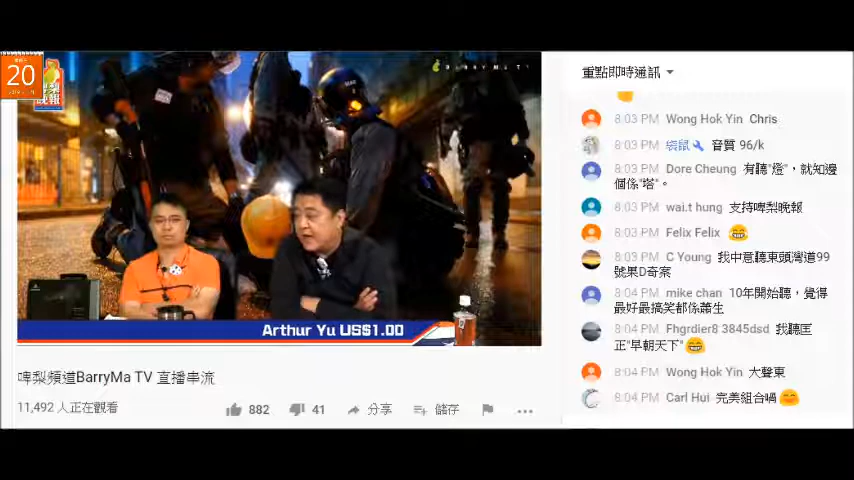 20
晚報
BARRYMA TV
Arthur Yu US$1.00
啤梨頻道BarryMa TV 直播串流
11,492 人正在觀看
882
41
分享
儲存
重點即時通訊
8:03 PM Wong Hok Yin Chris
8:03 PM 袋鼠 音質 96/k
8:03 PM Dore Cheung 有聽"燈"，就知邊
個係"塔"。
8:03 PM wai.t hung 支持啤梨晚報
8:03 PM Felix Felix 😂
8:03 PM C Young 我中意聽東頭灣道99
號果D奇案
8:04 PM mike chan 10年開始聽，覺得
最好最搞笑都係蕭生
8:04 PM Fhgrdier8 3845dsd 我聽匡
正"早朝天下" 😂
8:04 PM Wong Hok Yin 大聲東
8:04 PM Carl Hui 完美組合喎 😊